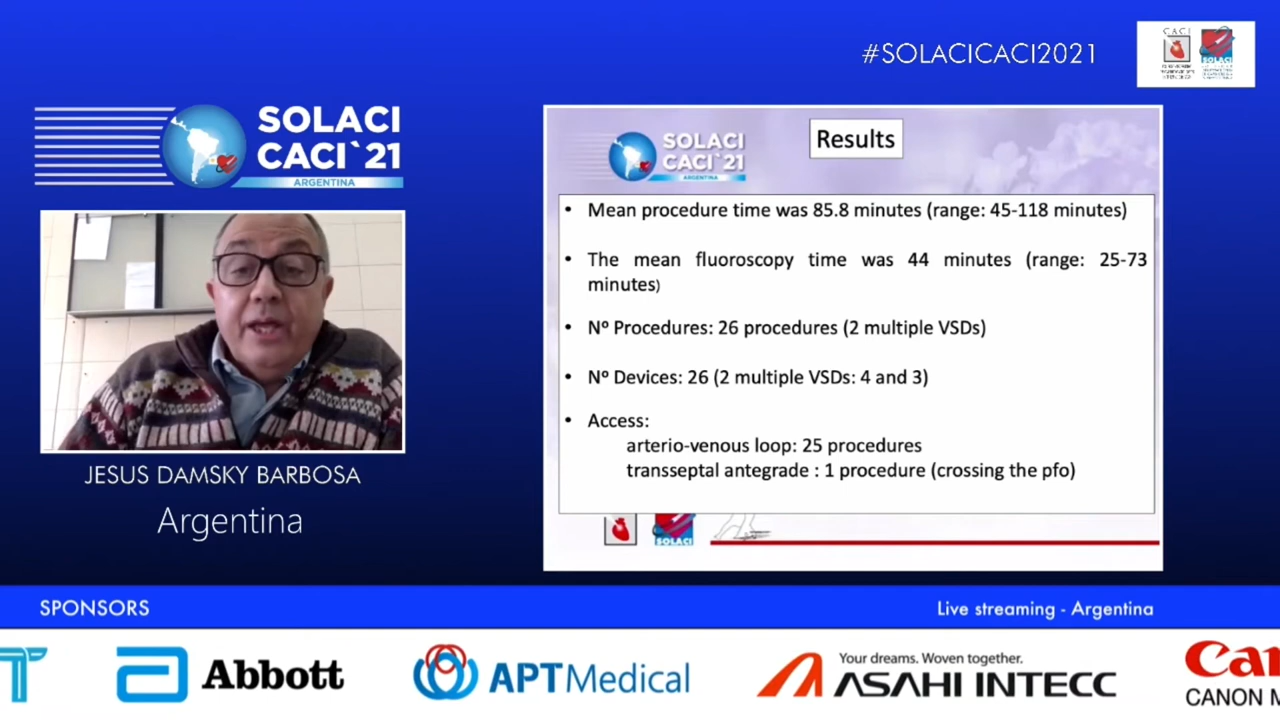 #SOLACICACI2021
CACI
SOLACI
SOLACI
CACI`21
ARGENTINA
JESUS DAMSKY BARBOSA
Argentina
SOLACI
CACI`21
ARGENTINA
Results
• Mean procedure time was 85.8 minutes (range: 45-118 minutes)
• The mean fluoroscopy time was 44 minutes (range: 25-73
minutes)
• Nº Procedures: 26 procedures (2 multiple VSDs)
• Nº Devices: 26 (2 multiple VSDs: 4 and 3)
• Access:
arterio-venous loop: 25 procedures
transseptal antegrade : 1 procedure (crossing the pfo)
SOLACI
SPONSORS
Live streaming - Argentina
Abbott
APTMedical
Your dreams. Woven together.
ASAHI INTECC
Can
CANON M